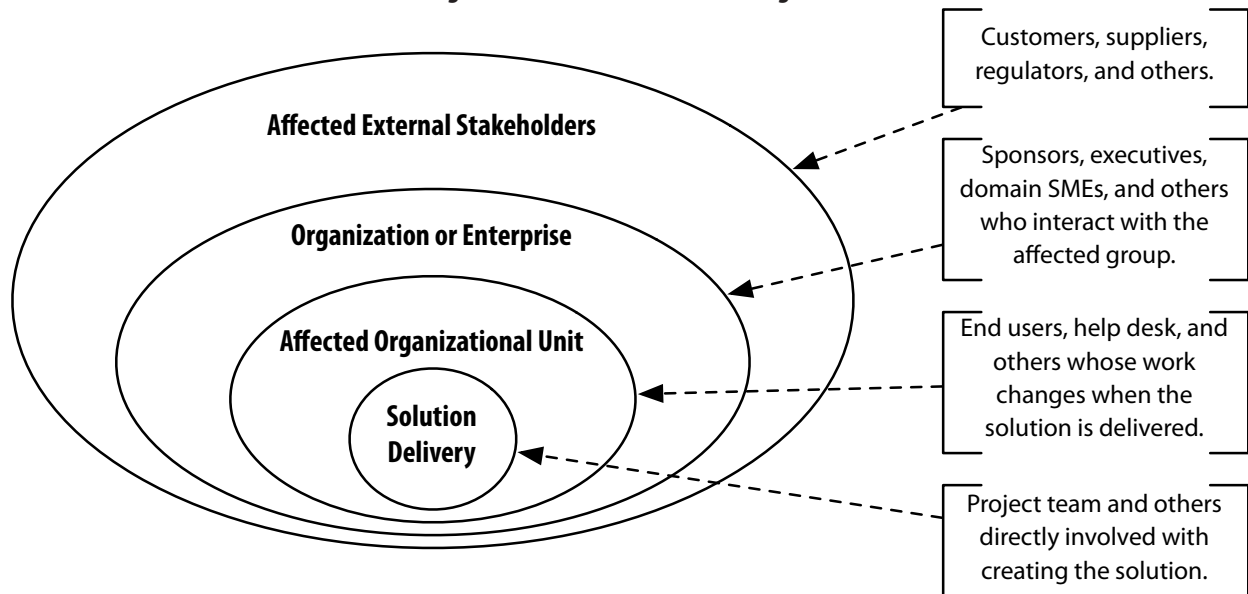 Customers, suppliers,
regulators, and others.
Affected External Stakeholders
Sponsors, executives,
domain SMEs, and others
who interact with the
affected group.
Organization or Enterprise
End users, help desk, and
others whose work
changes when the
solution is delivered.
Affected Organizational Unit
Solution
Delivery
Project team and others
directly involved with
creating the solution.